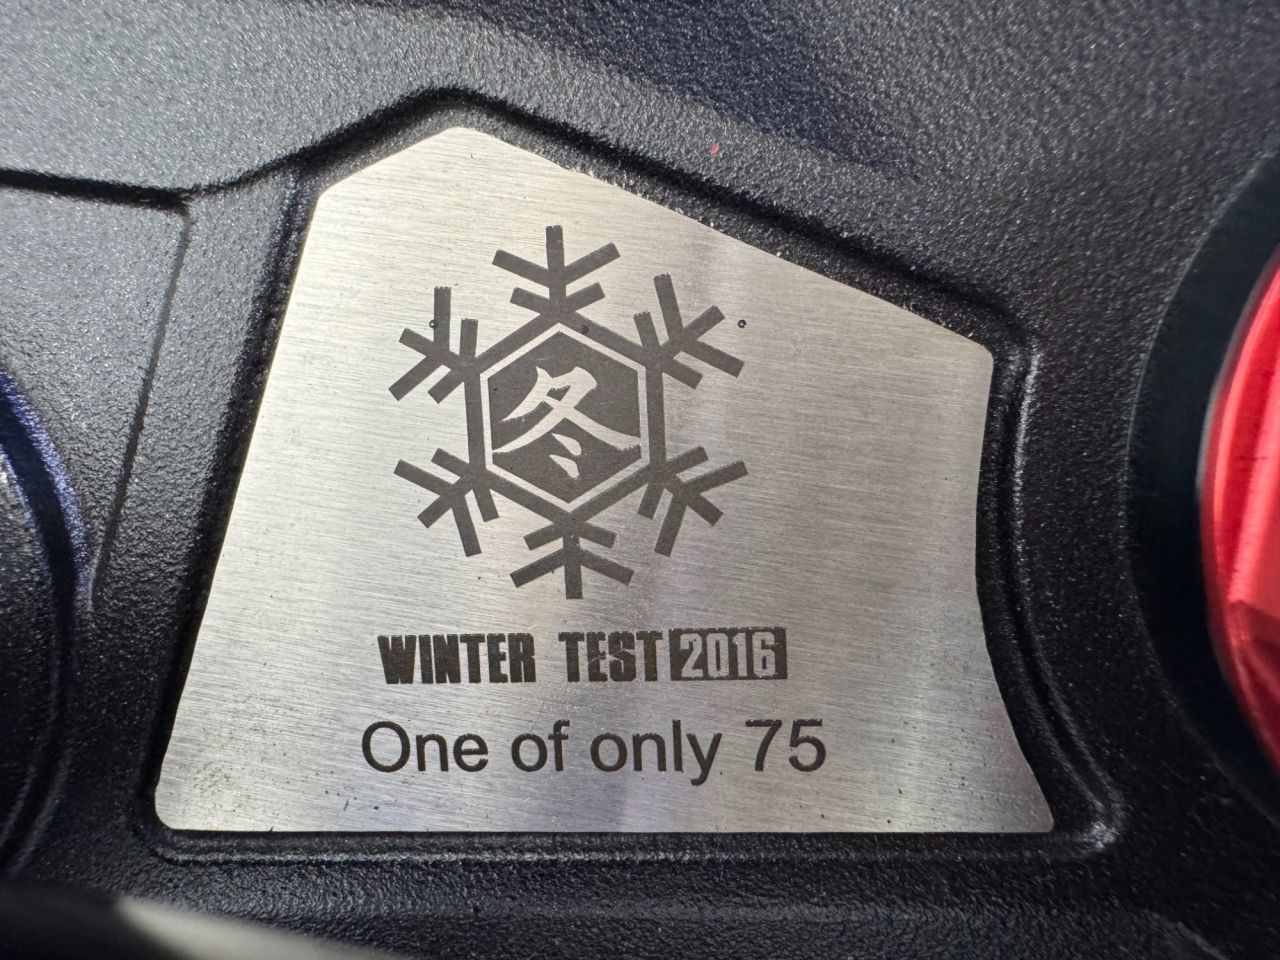 冬
WINTER TEST 2016
One of only 75